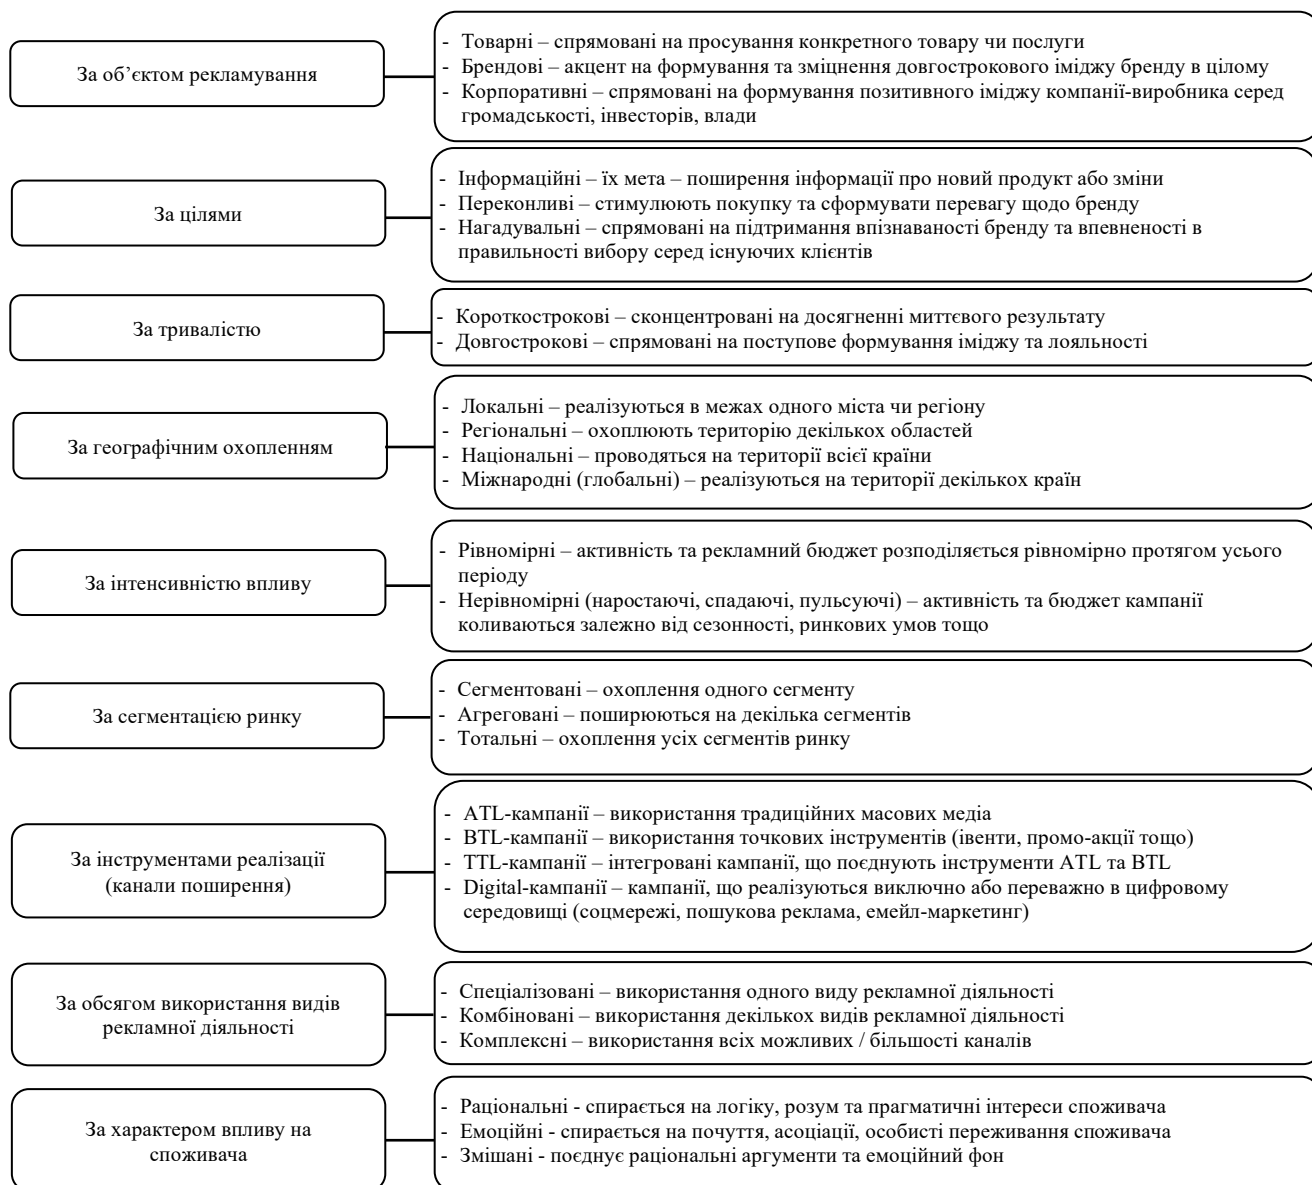 За об’єктом рекламування
- Товарні – спрямовані на просування конкретного товару чи послуги
- Брендові – акцент на формування та зміцнення довгострокового іміджу бренду в цілому
- Корпоративні – спрямовані на формування позитивного іміджу компанії-виробника серед
громадськості, інвесторів, влади
За цілями
- Інформаційні – їх мета – поширення інформації про новий продукт або зміни
- Переконливі – стимулюють покупку та сформувати перевагу щодо бренду
- Нагадувальні – спрямовані на підтримання впізнаваності бренду та впевненості в
правильності вибору серед існуючих клієнтів
За тривалістю
- Короткострокові – сконцентровані на досягненні миттєвого результату
- Довгострокові – спрямовані на поступове формування іміджу та лояльності
За географічним охопленням
- Локальні – реалізуються в межах одного міста чи регіону
- Регіональні – охоплюють територію декількох областей
- Національні – проводяться на території всієї країни
- Міжнародні (глобальні) – реалізуються на території декількох країн
За інтенсивністю впливу
- Рівномірні – активність та рекламний бюджет розподіляється рівномірно протягом усього
періоду
- Нерівномірні (наростаючі, спадаючі, пульсуючі) – активність та бюджет кампанії
коливаються залежно від сезонності, ринкових умов тощо
За сегментацією ринку
- Сегментовані – охоплення одного сегменту
- Агреговані – поширюються на декілька сегментів
- Тотальні – охоплення усіх сегментів ринку
За інструментами реалізації
(канали поширення)
- ATL-кампанії – використання традиційних масових медіа
- BTL-кампанії – використання точкових інструментів (івенти, промо-акції тощо)
- TTL-кампанії – інтегровані кампанії, що поєднують інструменти ATL та BTL
- Digital-кампанії – кампанії, що реалізуються виключно або переважно в цифровому
середовищі (соцмережі, пошукова реклама, емейл-маркетинг)
За обсягом використання видів
рекламної діяльності
- Спеціалізовані – використання одного виду рекламної діяльності
- Комбіновані – використання декількох видів рекламної діяльності
- Комплексні – використання всіх можливих / більшості каналів
За характером впливу на
споживача
- Раціональні - спирається на логіку, розум та прагматичні інтереси споживача
- Емоційні - спирається на почуття, асоціації, особисті переживання споживача
- Змішані - поєднує раціональні аргументи та емоційний фон